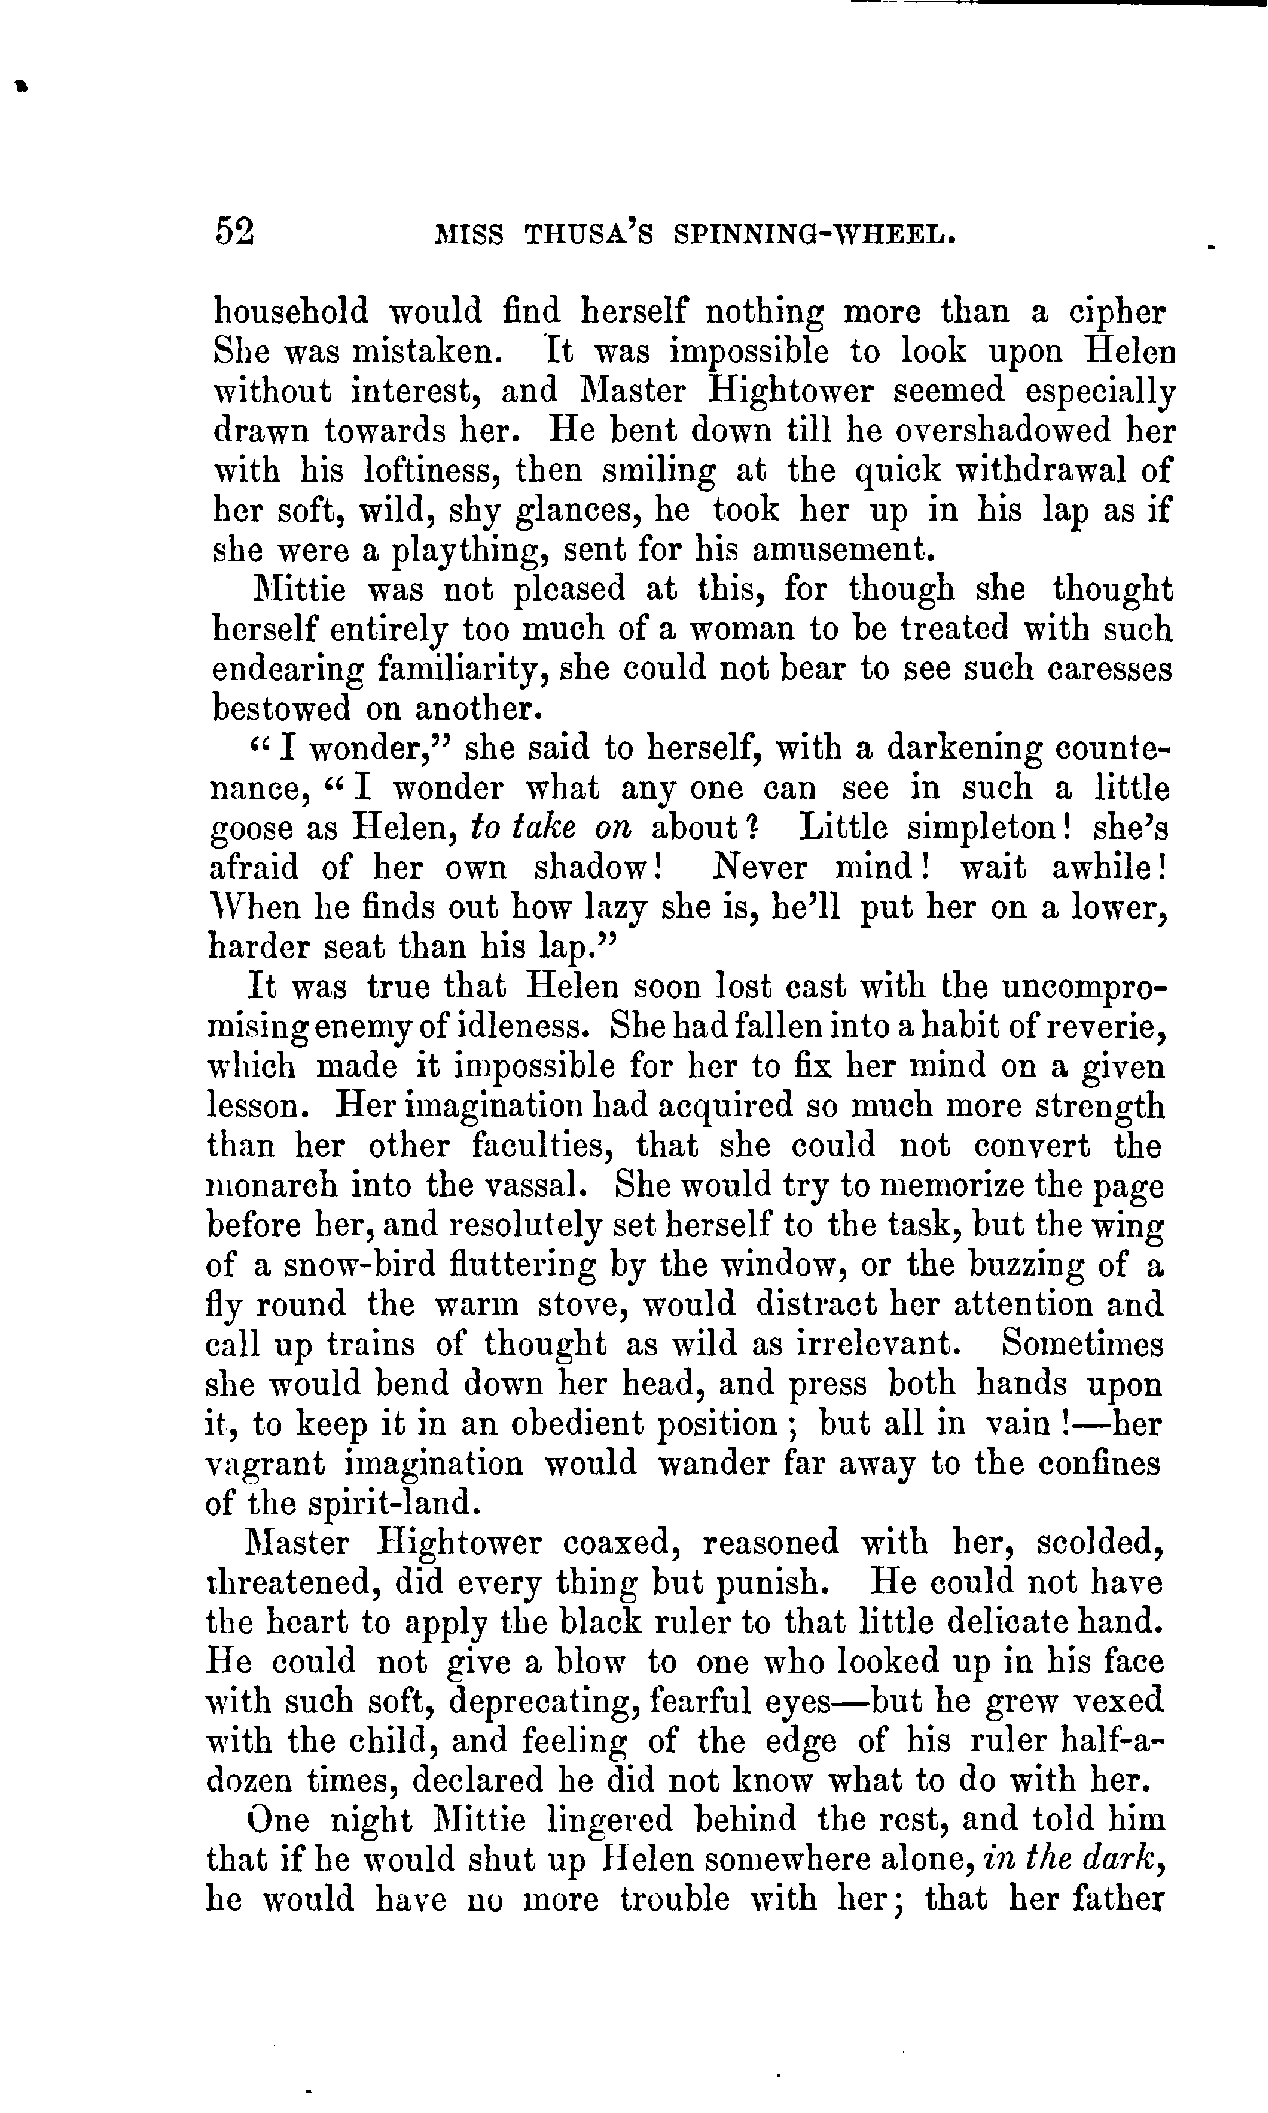 52 MISS THUSA'S SPINNING-WHEEL.
household would find herself nothing more than a cipher
She was mistaken. It was impossible to look upon Helen
without interest, and Master Hightower seemed especially
drawn towards her. He bent down till he overshadowed her
with his loftiness, then smiling at the quick withdrawal of
her soft, wild, shy glances, he took her up in his lap as if
she were a plaything, sent for his amusement.
Mittie was not pleased at this, for though she thought
herself entirely too much of a woman to be treated with such
endearing familiarity, she could not bear to see such caresses
bestowed on another.
"I wonder," she said to herself, with a darkening counte-
nance, "I wonder what any one can see in such a little
goose as Helen, to take on about? Little simpleton! she's
afraid of her own shadow! Never mind! wait awhile!
When he finds out how lazy she is, he'll put her on a lower,
harder seat than his lap."
It was true that Helen soon lost cast with the uncompro-
mising enemy of idleness. She had fallen into a habit of reverie,
which made it impossible for her to fix her mind on a given
lesson. Her imagination had acquired so much more strength
than her other faculties, that she could not convert the
monarch into the vassal. She would try to memorize the page
before her, and resolutely set herself to the task, but the wing
of a snow-bird fluttering by the window, or the buzzing of a
fly round the warm stove, would distract her attention and
call up trains of thought as wild as irrelevant. Sometimes
she would bend down her head, and press both hands upon
it, to keep it in an obedient position; but all in vain!—her
vagrant imagination would wander far away to the confines
of the spirit-land.
Master Hightower coaxed, reasoned with her, scolded,
threatened, did every thing but punish. He could not have
the heart to apply the black ruler to that little delicate hand.
He could not give a blow to one who looked up in his face
with such soft, deprecating, fearful eyes—but he grew vexed
with the child, and feeling of the edge of his ruler half-a-
dozen times, declared he did not know what to do with her.
One night Mittie lingered behind the rest, and told him
that if he would shut up Helen somewhere alone, in the dark,
he would have no more trouble with her; that her father